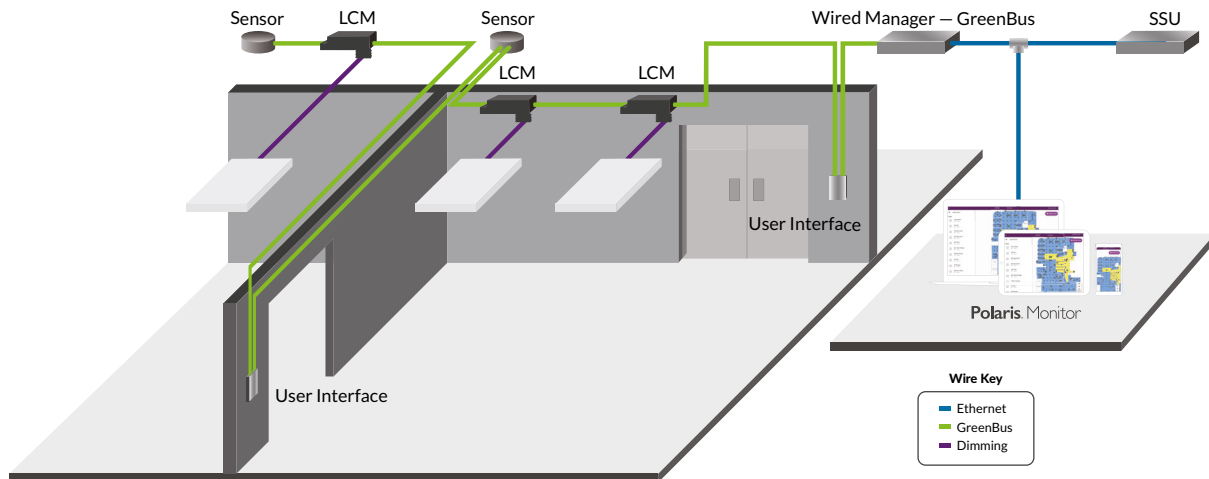 Sensor
LCM
Sensor
Wired Manager — GreenBus
SSU
LCM
LCM
User Interface
Polaris. Monitor
User Interface
Wire Key
Ethernet
GreenBus
Dimming